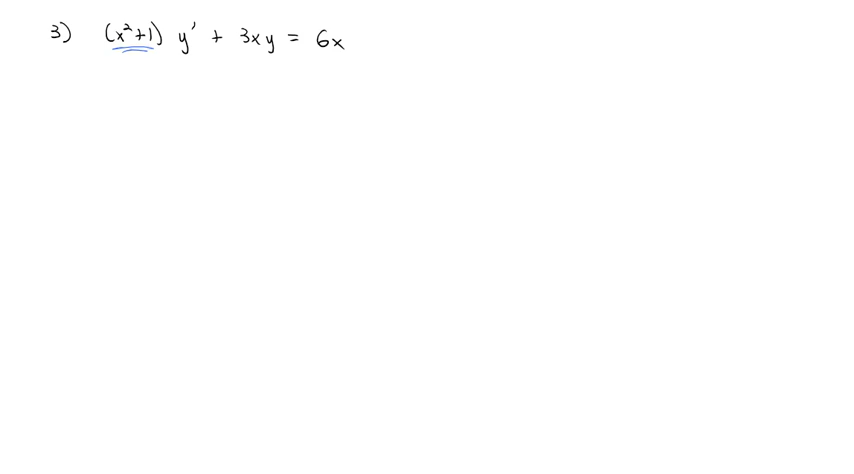 3) (x²+1) y' + 3xy = 6x